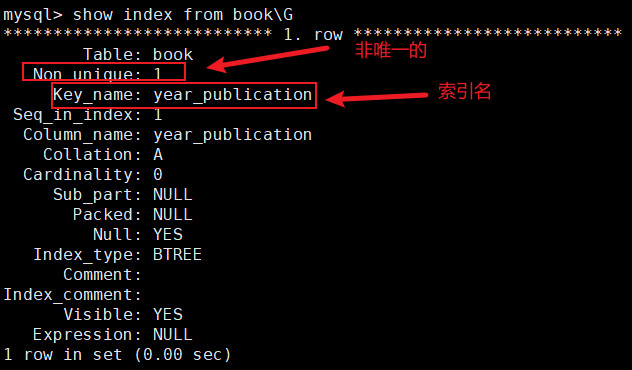 mysql> show index from book\G
*************************** 1. row ***************************
Table: book
Non_unique: 1
非唯一的
Key_name: year_publication
索引名
Seq_in_index: 1
Column_name: year_publication
Collation: A
Cardinality: 0
Sub_part: NULL
Packed: NULL
Null: YES
Index_type: BTREE
Comment:
Index_comment:
Visible: YES
Expression: NULL
1 row in set (0.00 sec)